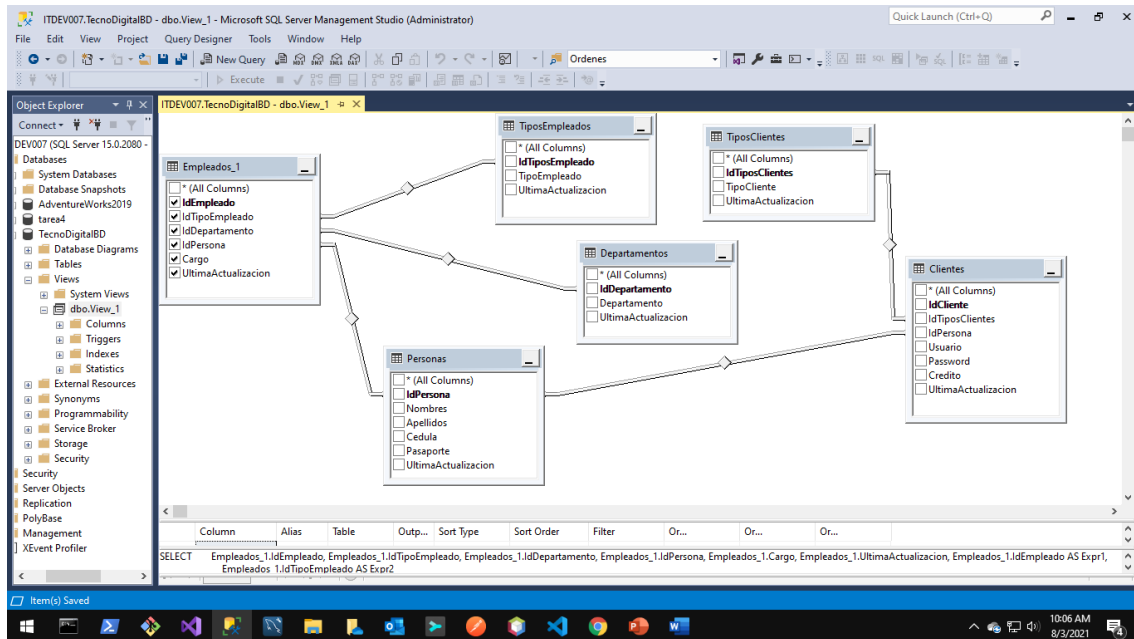 ITDEV007.TecnoDigitalBD - dbo.View_1 - Microsoft SQL Server Management Studio (Administrator)
Quick Launch (Ctrl+Q)
File Edit View Project Query Designer Tools Window Help
New Query
Ordenes
Execute
Object Explorer
ITDEV007.TecnoDigitalBD - dbo.View_1
Connect
DEV007 (SQL Server 15.0.2080 -
Databases
System Databases
Database Snapshots
AdventureWorks2019
tarea4
TecnoDigitalBD
Database Diagrams
Tables
Views
System Views
dbo.View_1
Columns
Triggers
Indexes
Statistics
External Resources
Synonyms
Programmability
Service Broker
Storage
Security
Security
Server Objects
Replication
PolyBase
Management
XEvent Profiler
Empleados_1
* (All Columns)
IdEmpleado
IdTipoEmpleado
IdDepartamento
IdPersona
Cargo
UltimaActualizacion
TiposEmpleados
* (All Columns)
IdTiposEmpleado
TipoEmpleado
UltimaActualizacion
TiposClientes
* (All Columns)
IdTiposClientes
TipoCliente
UltimaActualizacion
Departamentos
* (All Columns)
IdDepartamento
Departamento
UltimaActualizacion
Clientes
* (All Columns)
IdCliente
IdTiposClientes
IdPersona
Usuario
Password
Credito
UltimaActualizacion
Personas
* (All Columns)
IdPersona
Nombres
Apellidos
Cedula
Pasaporte
UltimaActualizacion
Column Alias Table Outp... Sort Type Sort Order Filter Or... Or... Or...
SELECT Empleados_1.IdEmpleado, Empleados_1.IdTipoEmpleado, Empleados_1.IdDepartamento, Empleados_1.IdPersona, Empleados_1.Cargo, Empleados_1.UltimaActualizacion, Empleados_1.IdEmpleado AS Expr1,
Empleados_1.IdTipoEmpleado AS Expr2
Item(s) Saved
10:06 AM
8/3/2021